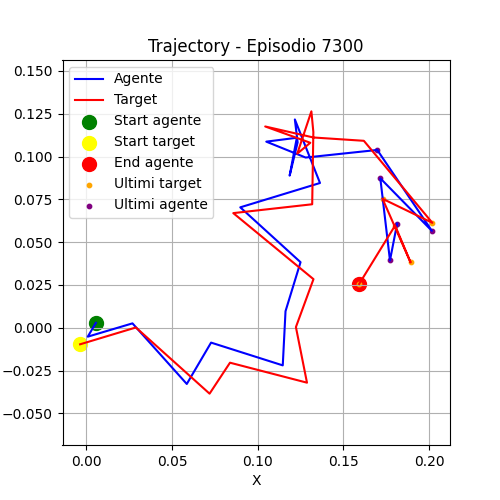 Trajectory - Episodio 7300
Agente
Target
Start agente
Start target
End agente
Ultimi target
Ultimi agente
0.150
0.125
0.100
0.075
0.050
0.025
0.000
−0.025
−0.050
0.00 0.05 0.10 0.15 0.20
X